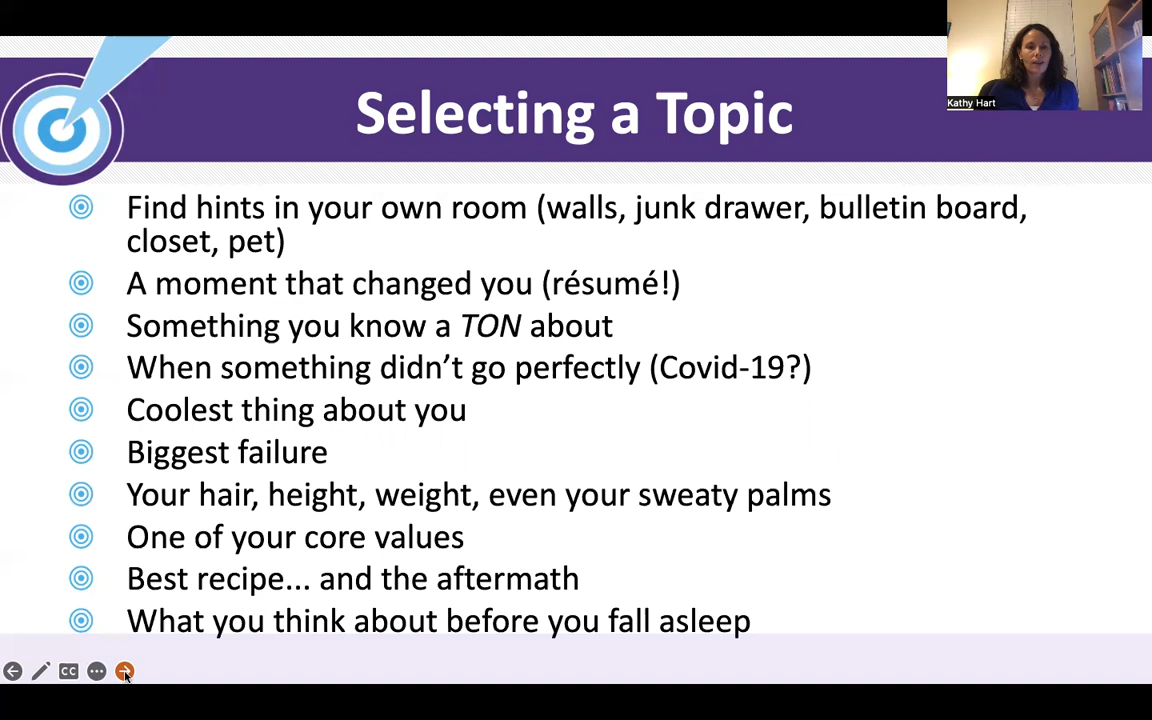 Selecting a Topic
Kathy Hart
Find hints in your own room (walls, junk drawer, bulletin board,
closet, pet)
A moment that changed you (résumé!)
Something you know a TON about
When something didn’t go perfectly (Covid-19?)
Coolest thing about you
Biggest failure
Your hair, height, weight, even your sweaty palms
One of your core values
Best recipe... and the aftermath
What you think about before you fall asleep
CC